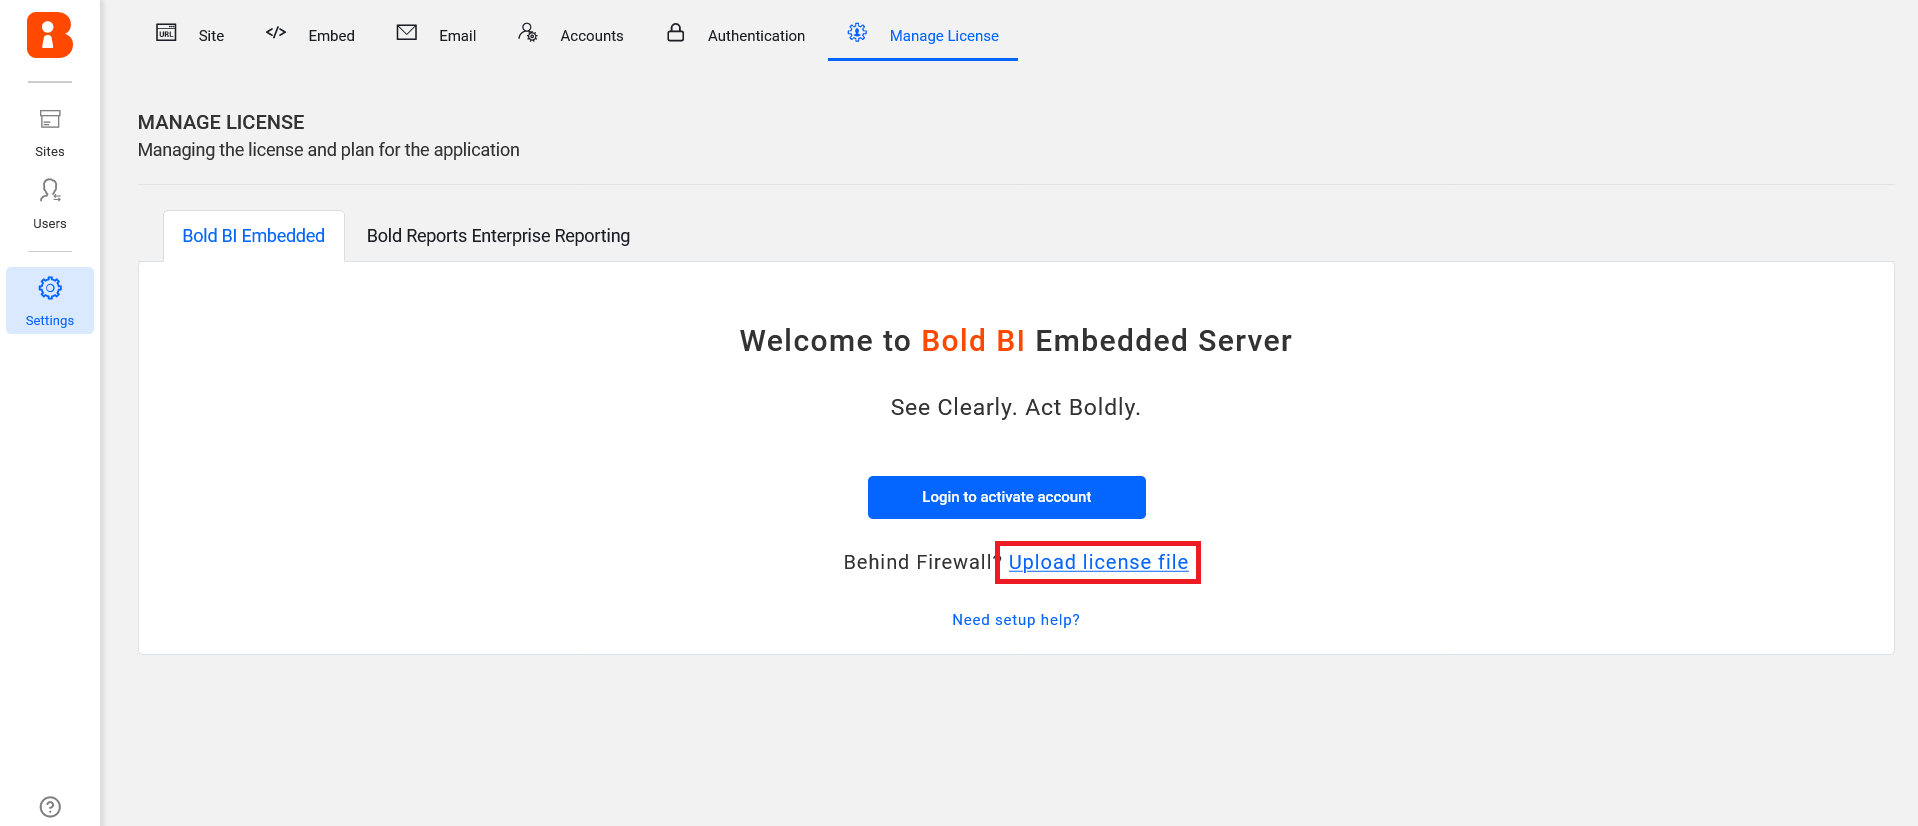 URL Site </> Embed Email Accounts Authentication Manage License
Sites
Users
Settings
MANAGE LICENSE
Managing the license and plan for the application
Bold BI Embedded Bold Reports Enterprise Reporting
Welcome to Bold BI Embedded Server
See Clearly. Act Boldly.
Login to activate account
Behind Firewall? Upload license file
Need setup help?
?